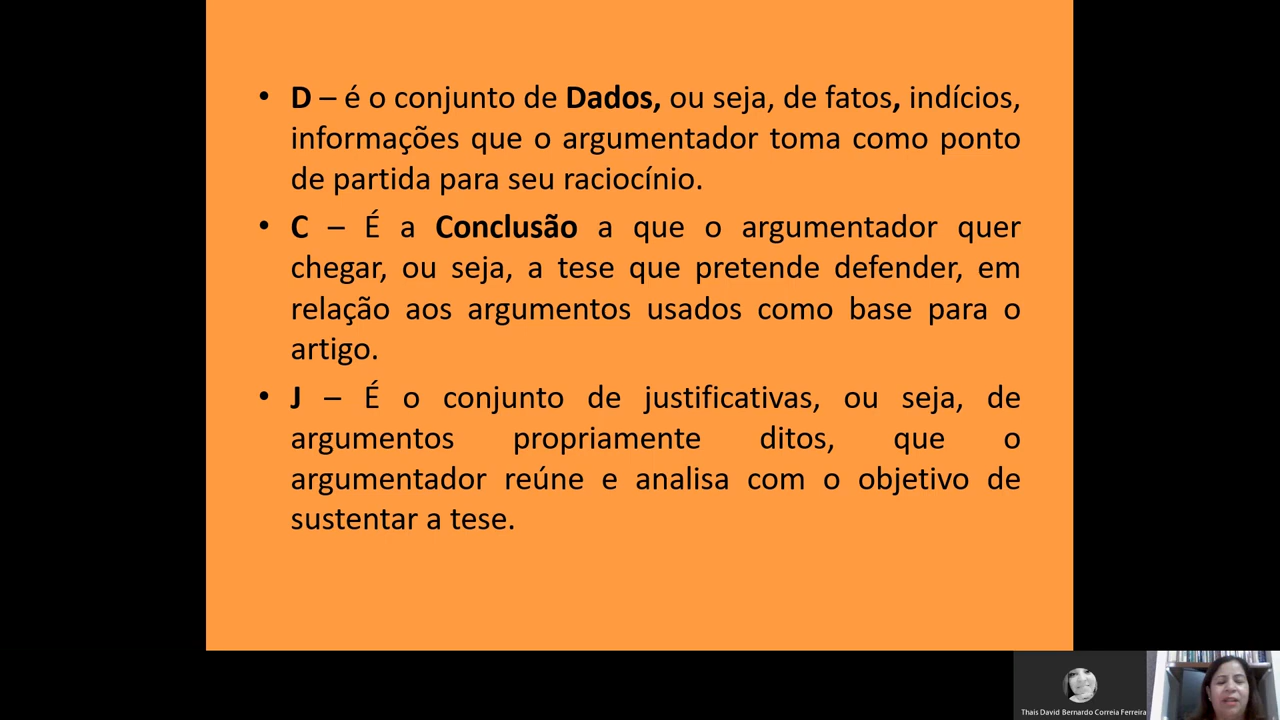 • D – é o conjunto de Dados, ou seja, de fatos, indícios,
informações que o argumentador toma como ponto
de partida para seu raciocínio.
• C – É a Conclusão a que o argumentador quer
chegar, ou seja, a tese que pretende defender, em
relação aos argumentos usados como base para o
artigo.
• J – É o conjunto de justificativas, ou seja, de
argumentos propriamente ditos, que o
argumentador reúne e analisa com o objetivo de
sustentar a tese.
Thais David Bernardo Correia Ferreira